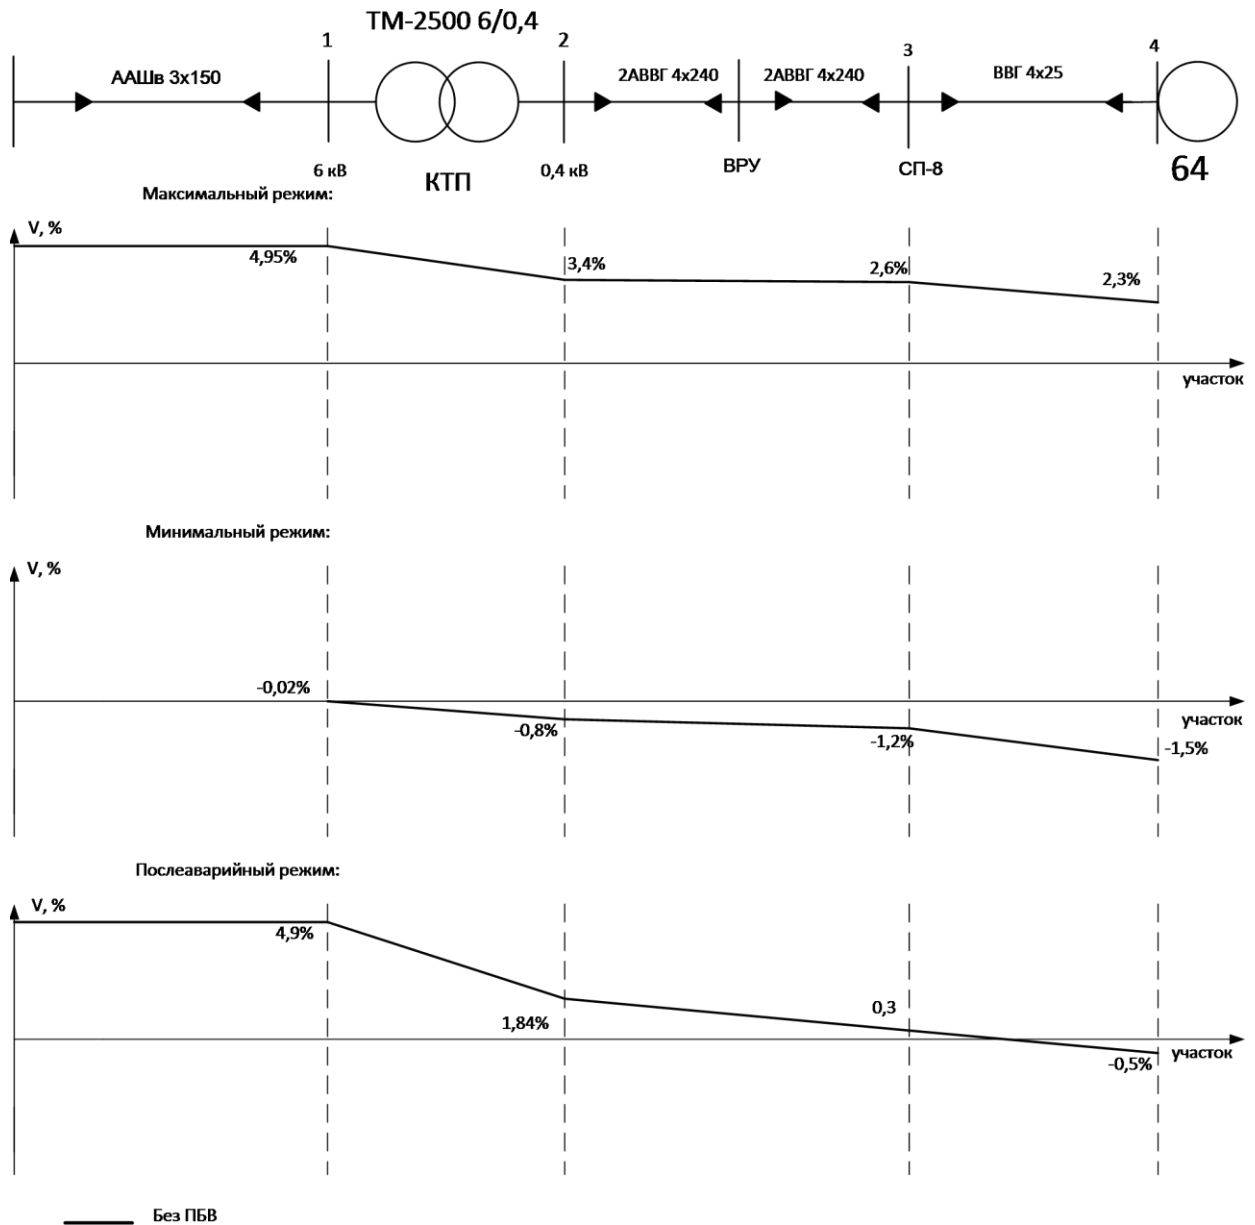 ТМ-2500 6/0,4
1
2
3
4
ААШв 3х150
2АВВГ 4х240
2АВВГ 4х240
ВВГ 4х25
6 кВ
КТП
0,4 кВ
ВРУ
СП-8
64
Максимальный режим:
V, %
4,95%
3,4%
2,6%
2,3%
участок
Минимальный режим:
V, %
-0,02%
-0,8%
-1,2%
-1,5%
участок
Послеаварийный режим:
V, %
4,9%
1,84%
0,3
-0,5%
участок
Без ПБВ